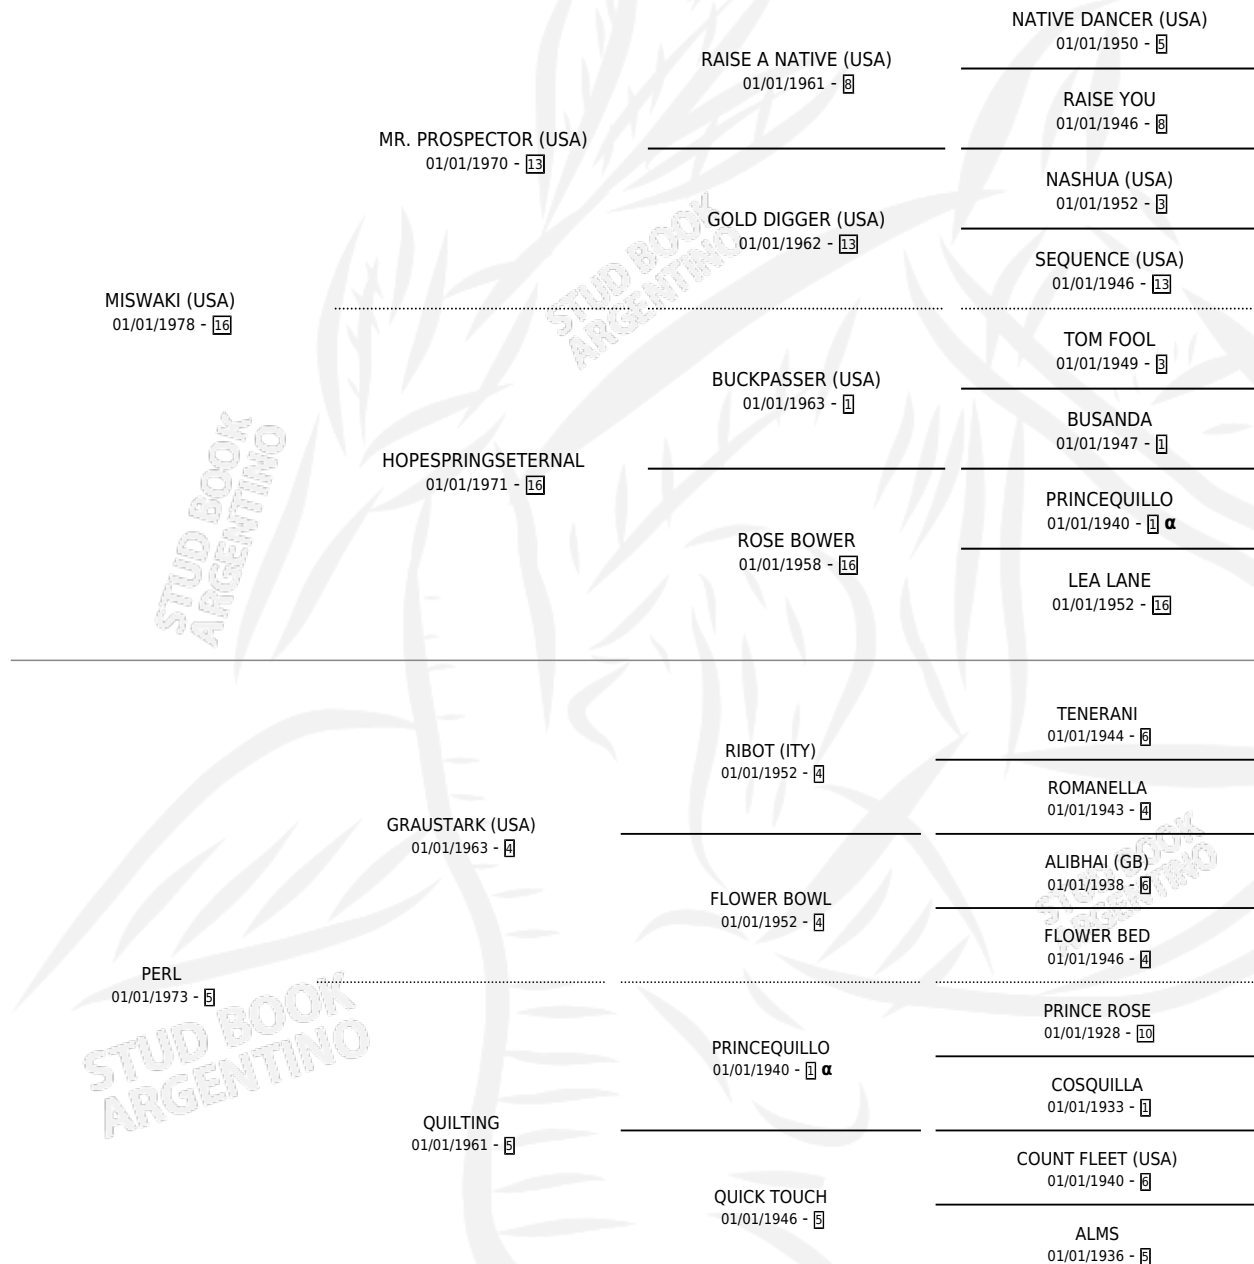 NATIVE DANCER (USA)
01/01/1950 - 5
RAISE A NATIVE (USA)
01/01/1961 - 8
RAISE YOU
01/01/1946 - 8
MR. PROSPECTOR (USA)
01/01/1970 - 13
NASHUA (USA)
01/01/1952 - 3
GOLD DIGGER (USA)
01/01/1962 - 13
SEQUENCE (USA)
01/01/1946 - 13
MISWAKI (USA)
01/01/1978 - 16
STUD BOOK
ARGENTINO
TOM FOOL
01/01/1949 - 3
BUCKPASSER (USA)
01/01/1963 - 1
BUSANDA
01/01/1947 - 1
HOPESPRINGSETERNAL
01/01/1971 - 16
PRINCEQUILLO
01/01/1940 - 1 α
ROSE BOWER
01/01/1958 - 16
LEA LANE
01/01/1952 - 16
STUD BOOK
ARGENTINO
TENERANI
01/01/1944 - 6
RIBOT (ITY)
01/01/1952 - 4
ROMANELLA
01/01/1943 - 4
GRAUSTARK (USA)
01/01/1963 - 4
ALIBHAI (GB)
01/01/1938 - 6
FLOWER BOWL
01/01/1952 - 4
FLOWER BED
01/01/1946 - 4
STUD BOOK
ARGENTINO
PERL
01/01/1973 - 5
PRINCE ROSE
01/01/1928 - 10
PRINCEQUILLO
01/01/1940 - 1 α
COSQUILLA
01/01/1933 - 1
STUD BOOK
ARGENTINO
QUILTING
01/01/1961 - 5
COUNT FLEET (USA)
01/01/1940 - 6
QUICK TOUCH
01/01/1946 - 5
ALMS
01/01/1936 - 5